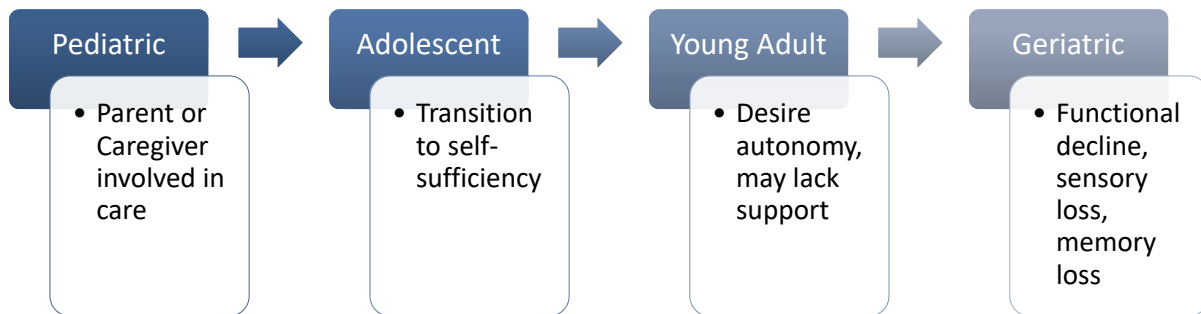 Pediatric
• Parent or
Caregiver
involved in
care
Adolescent
• Transition
to self-
sufficiency
Young Adult
• Desire
autonomy,
may lack
support
Geriatric
• Functional
decline,
sensory
loss,
memory
loss